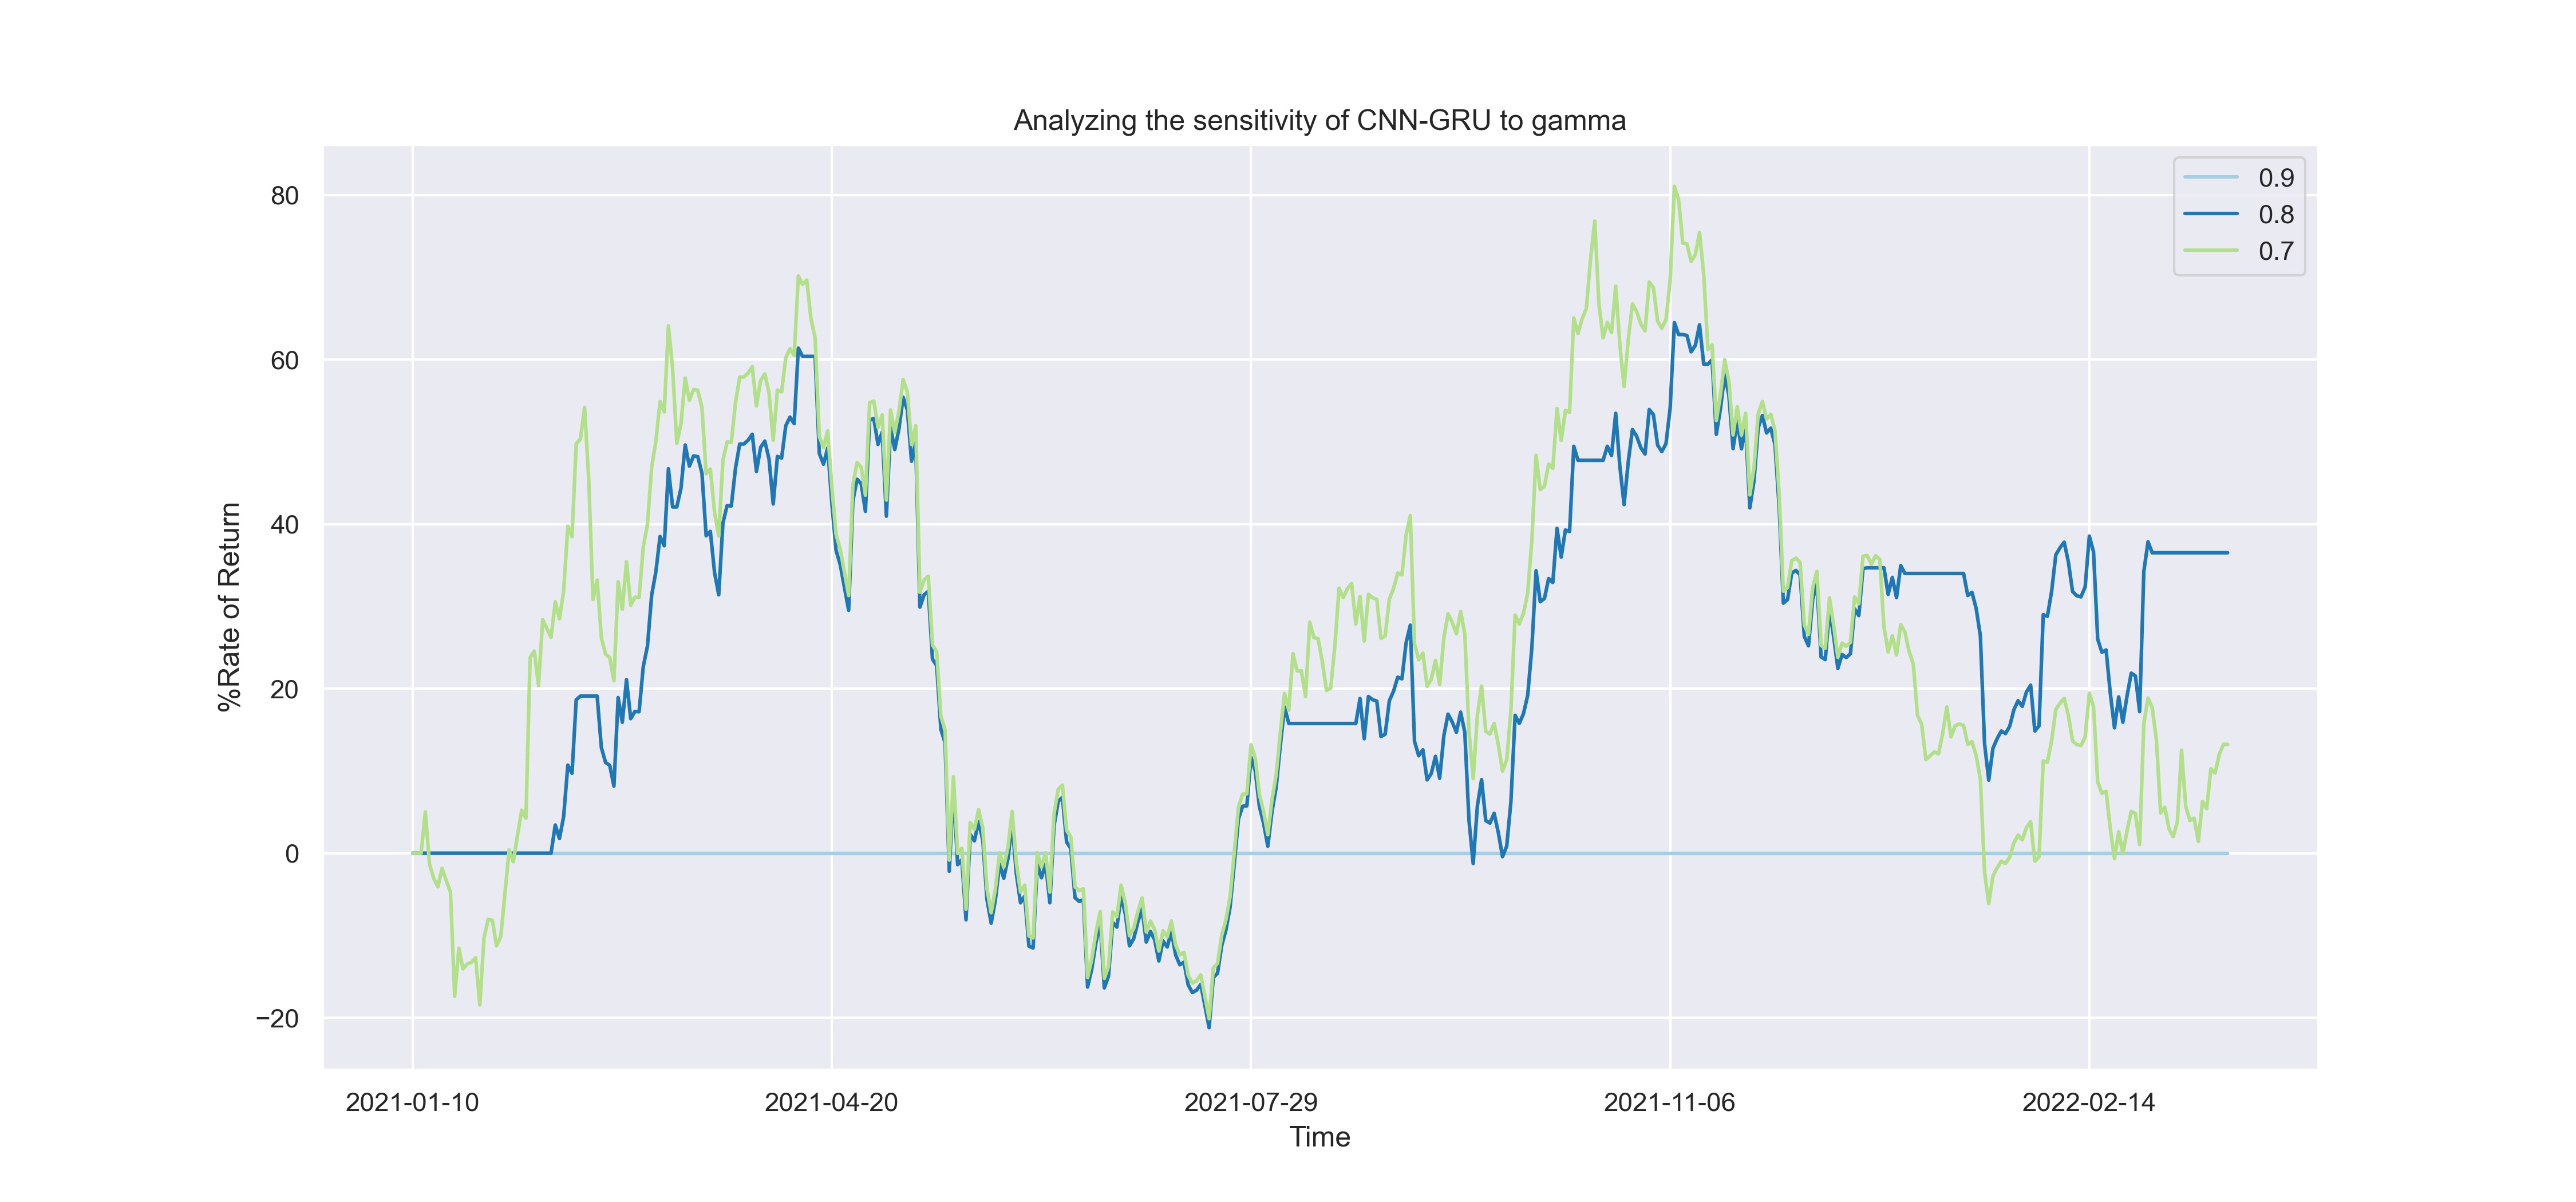 Analyzing the sensitivity of CNN-GRU to gamma
0.9
0.8
0.7
80
60
40
20
0
−20
%Rate of Return
2021-01-10 2021-04-20 2021-07-29 2021-11-06 2022-02-14
Time